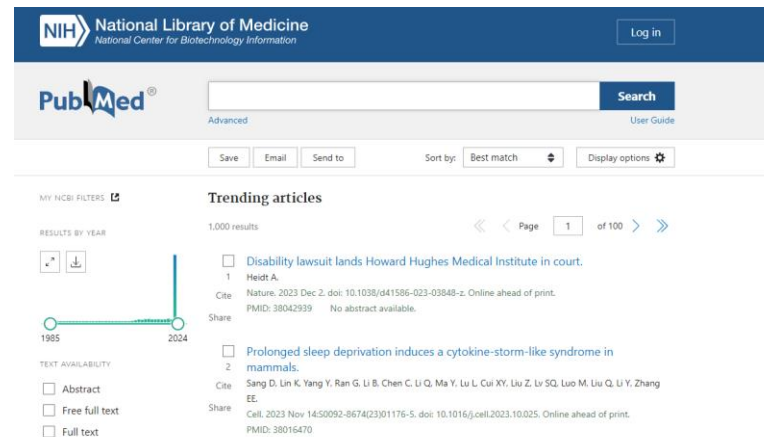 NIH National Library of Medicine
National Center for Biotechnology Information
Log in
PubMed®
Search
Advanced
User Guide
Save Email Send to Sort by: Best match Display options
MY NCBI FILTERS
Trending articles
1,000 results
Page 1 of 100
RESULTS BY YEAR
1985 2024
TEXT AVAILABILITY
Abstract
Free full text
Full text
Disability lawsuit lands Howard Hughes Medical Institute in court.
1 Heidt A.
Cite Nature. 2023 Dec 2. doi: 10.1038/d41586-023-03848-z. Online ahead of print.
Share PMID: 38042939 No abstract available.
Prolonged sleep deprivation induces a cytokine-storm-like syndrome in
2 mammals.
Cite Sang D, Lin K, Yang Y, Ran G, Li B, Chen C, Li Q, Ma Y, Lu L, Cui XY, Liu Z, Lv SQ, Luo M, Liu Q, Li Y, Zhang
EE.
Share Cell. 2023 Nov 14:S0092-8674(23)01176-5. doi: 10.1016/j.cell.2023.10.025. Online ahead of print.
PMID: 38016470